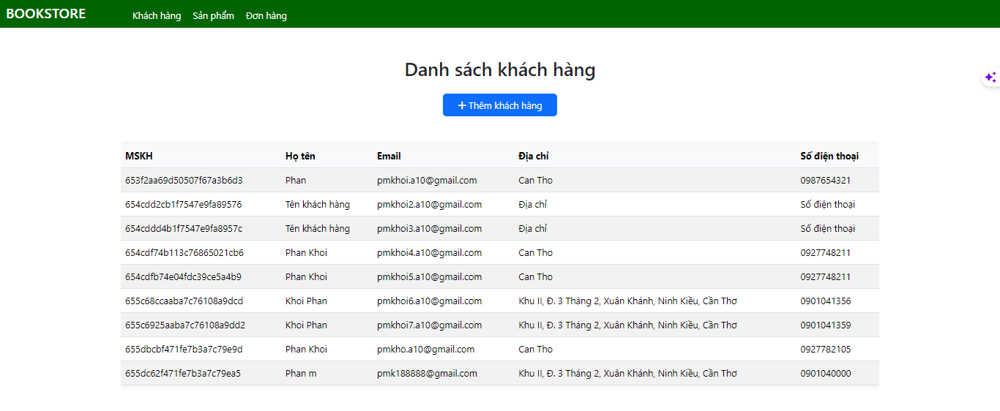 BOOKSTORE Khách hàng Sản phẩm Đơn hàng
Danh sách khách hàng
+ Thêm khách hàng
MSKH Họ tên Email Địa chỉ Số điện thoại
653f2aa69d50507f67a3b6d3 Phan pmkhoi.a10@gmail.com Can Tho 0987654321
654cdd2cb1f7547e9fa89576 Tên khách hàng pmkhoi2.a10@gmail.com Địa chỉ Số điện thoại
654cddd4b1f7547e9fa8957c Tên khách hàng pmkhoi3.a10@gmail.com Địa chỉ Số điện thoại
654cdf74b113c76865021cb6 Phan Khoi pmkhoi4.a10@gmail.com Can Tho 0927748211
654cdfb74e04fdc39ce5a4b9 Phan Khoi pmkhoi5.a10@gmail.com Can Tho 0927748211
655c68ccaaba7c76108a9dcd Khoi Phan pmkhoi6.a10@gmail.com Khu II, Đ. 3 Tháng 2, Xuân Khánh, Ninh Kiều, Cần Thơ 0901041356
655c6925aaba7c76108a9dd2 Khoi Phan pmkhoi7.a10@gmail.com Khu II, Đ. 3 Tháng 2, Xuân Khánh, Ninh Kiều, Cần Thơ 0901041359
655dbcbf471fe7b3a7c79e9d Phan Khoi pmkho.a10@gmail.com Can Tho 0927782105
655dc62f471fe7b3a7c79ea5 Phan m pmk188888@gmail.com Khu II, Đ. 3 Tháng 2, Xuân Khánh, Ninh Kiều, Cần Thơ 0901040000